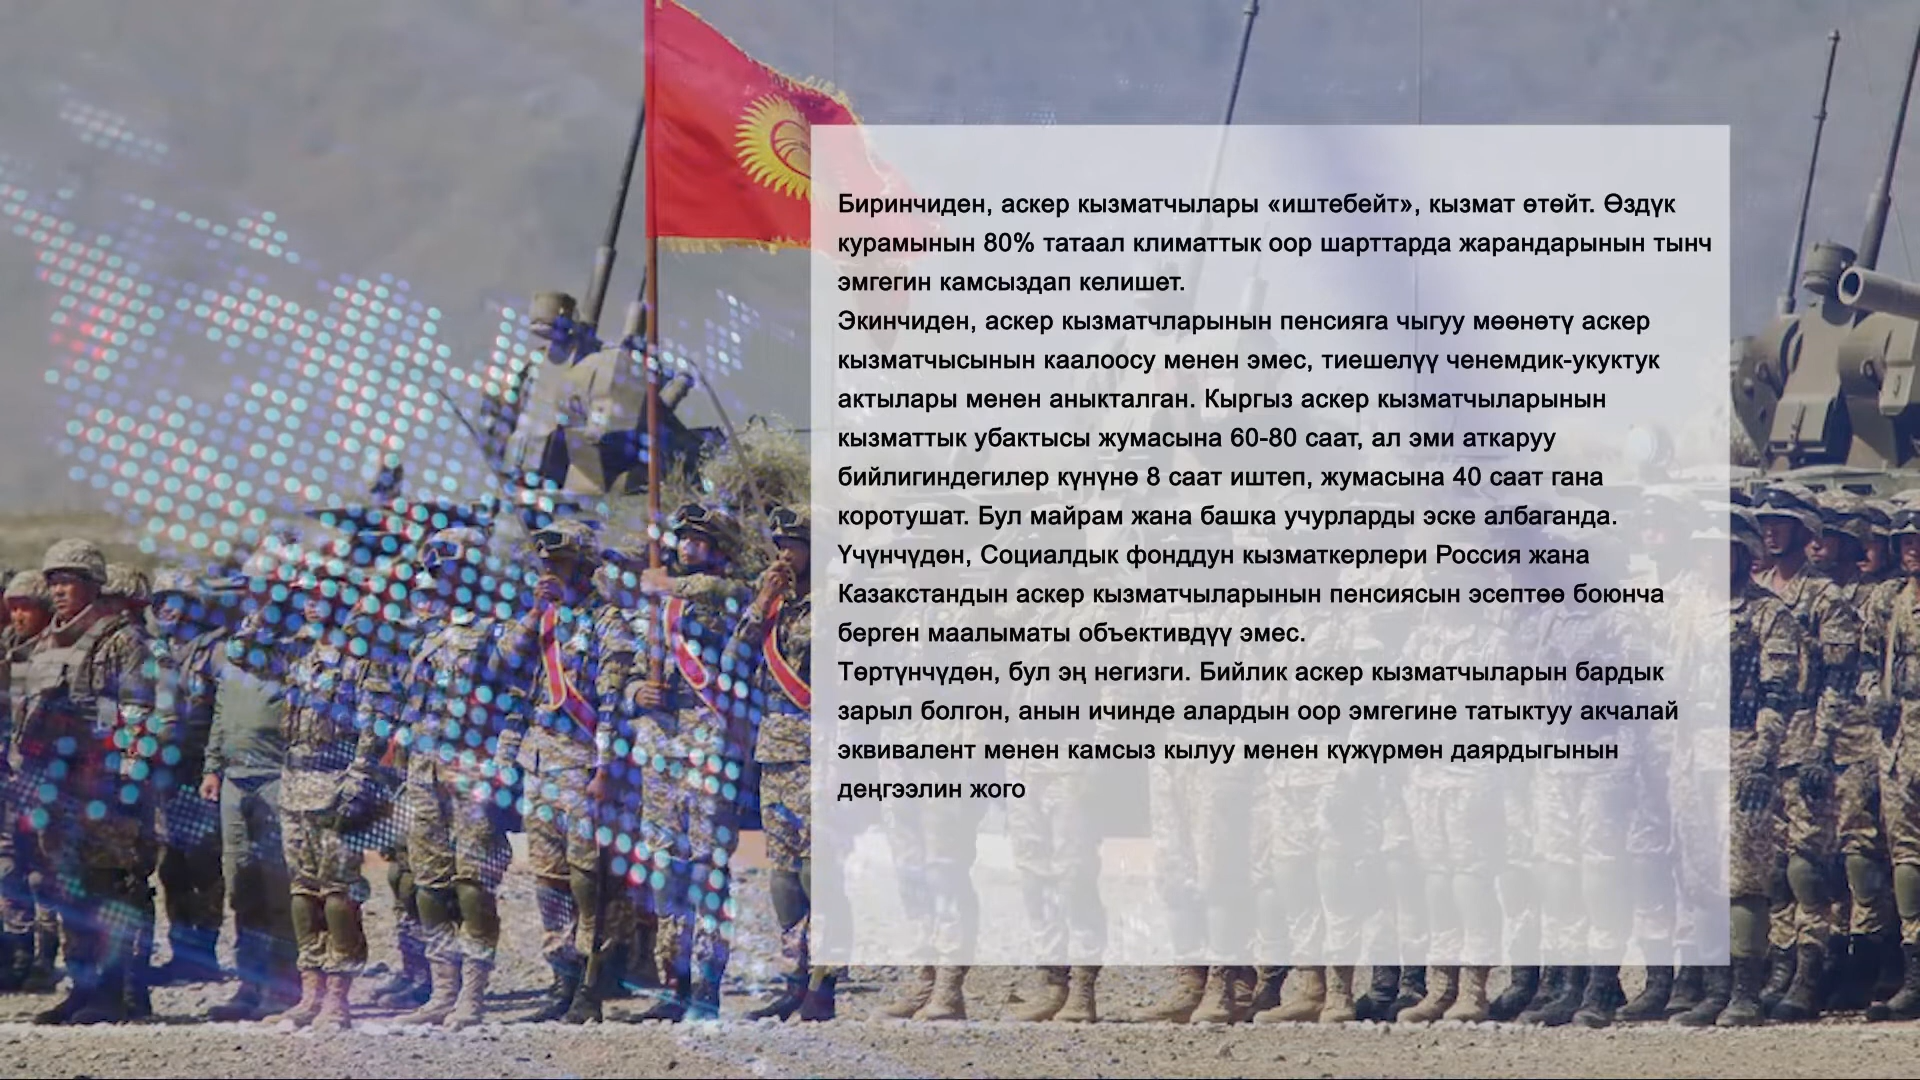 Биринчиден, аскер кызматчылары «иштебейт», кызмат өтөйт. Өздүк
курамынын 80% татаал климаттык оор шарттарда жарандарынын тынч
эмгегин камсыздап келишет.
Экинчиден, аскер кызматчларынын пенсияга чыгуу мөөнөтү аскер
кызматчысынын каалоосу менен эмес, тиешелүү ченемдик-укуктук
актылары менен аныкталган. Кыргыз аскер кызматчыларынын
кызматтык убактысы жумасына 60-80 саат, ал эми аткаруу
бийлигиндегилер күнүнө 8 саат иштеп, жумасына 40 саат гана
коротушат. Бул майрам жана башка учурларды эске албаганда.
Үчүнчүдөн, Социалдык фонддун кызматкерлери Россия жана
Казакстандын аскер кызматчыларынын пенсиясын эсептөө боюнча
берген маалыматы объективдүү эмес.
Төртүнчүдөн, бул эң негизги. Бийлик аскер кызматчыларын бардык
зарыл болгон, анын ичинде алардын оор эмгегине татыктуу акчалай
эквивалент менен камсыз кылуу менен күжүрмөн даярдыгынын
деңгээлин жого